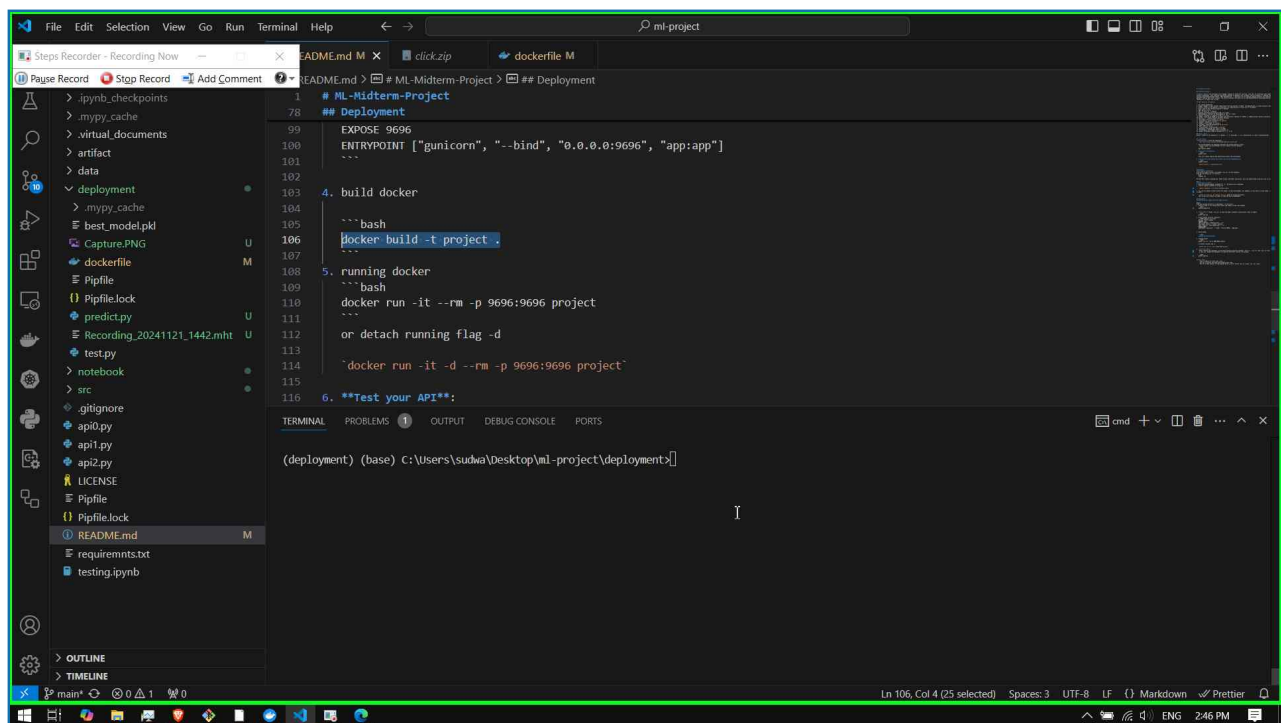 File Edit Selection View Go Run Terminal Help
ml-project
Steps Recorder - Recording Now
Pause Record Stop Record Add Comment
README.md M click.zip dockerfile M
README.md > # ML-Midterm-Project > ## Deployment
.ipynb_checkpoints
.mypy_cache
.virtual_documents
artifact
data
deployment
.mypy_cache
best_model.pkl
Capture.PNG U
dockerfile M
Pipfile
Pipfile.lock
predict.py U
Recording_20241121_1442.mht U
test.py
notebook
src
.gitignore
api0.py
api1.py
api2.py
LICENSE
Pipfile
Pipfile.lock
README.md M
requiremnts.txt
testing.ipynb
OUTLINE
TIMELINE
10
1 # ML-Midterm-Project
78 ## Deployment
99 EXPOSE 9696
100 ENTRYPOINT ["gunicorn", "--bind", "0.0.0.0:9696", "app:app"]
101 ```
102
103 4. build docker
104
105 ```bash
106 docker build -t project .
107 ```
108 5. running docker
109 ```bash
110 docker run -it --rm -p 9696:9696 project
111 ```
112 or detach running flag -d
113
114 `docker run -it -d --rm -p 9696:9696 project`
115
116 6. **Test your API**:
TERMINAL PROBLEMS 1 OUTPUT DEBUG CONSOLE PORTS
cmd
(deployment) (base) C:\Users\sudwa\Desktop\ml-project\deployment>
main* 0 1 0
Ln 106, Col 4 (25 selected) Spaces: 3 UTF-8 LF {} Markdown Prettier
ENG 2:46 PM